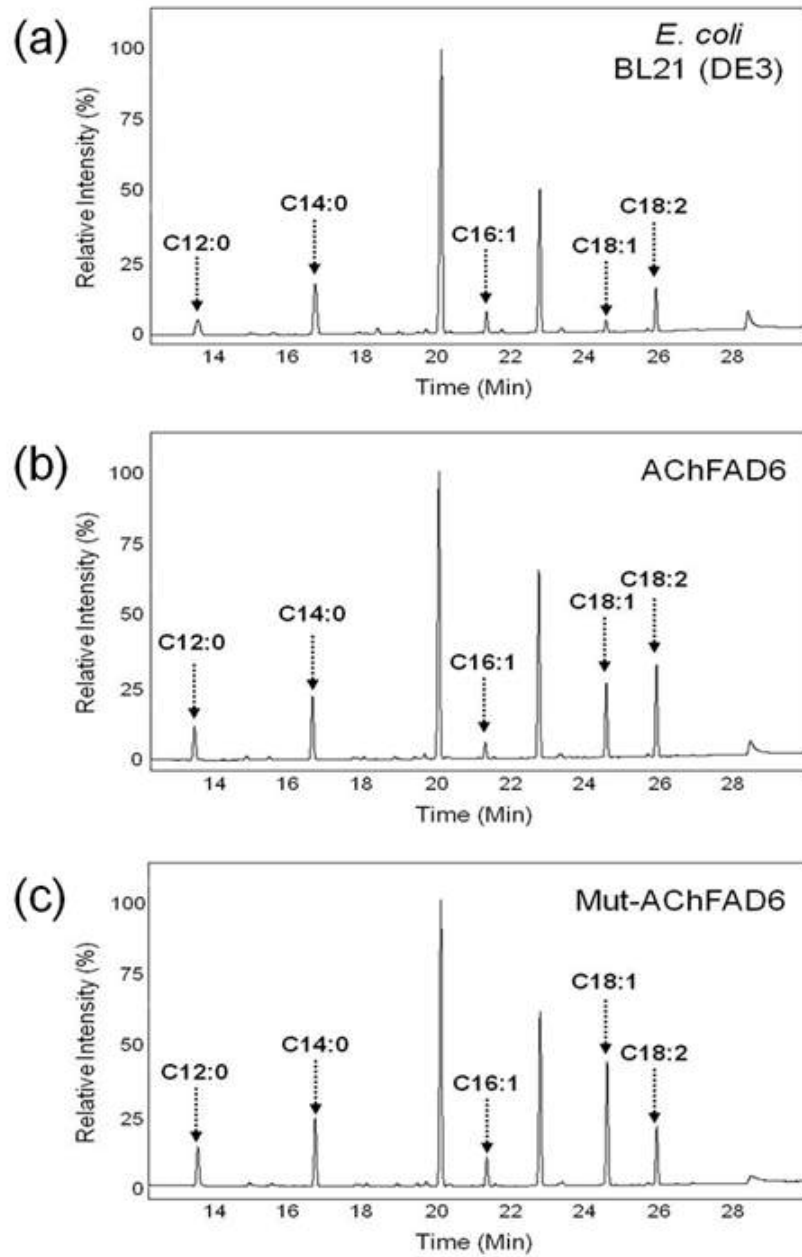 (a)
E. coli
BL21 (DE3)
Relative Intensity (%)
100
75
50
25
0
C12:0
C14:0
C16:1
C18:1
C18:2
14 16 18 20 22 24 26 28
Time (Min)
(b)
AChFAD6
Relative Intensity (%)
100
75
50
25
0
C12:0
C14:0
C16:1
C18:1
C18:2
14 16 18 20 22 24 26 28
Time (Min)
(c)
Mut-AChFAD6
Relative Intensity (%)
100
75
50
25
0
C12:0
C14:0
C16:1
C18:1
C18:2
14 16 18 20 22 24 26 28
Time (Min)